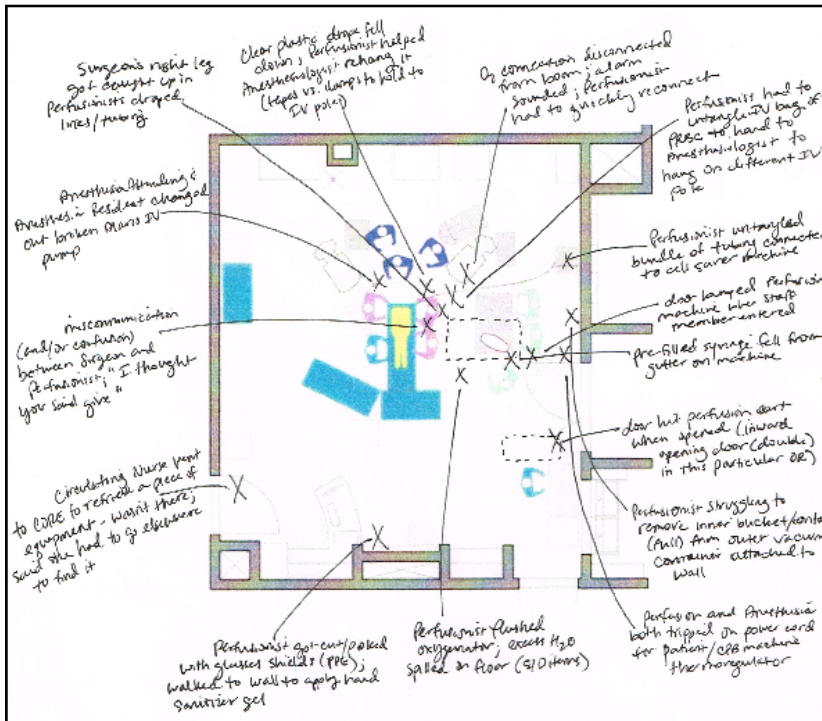 Surgeon's right leg
got caught up in
Perfusionists draped
lines/tubing
Clear plastic drape fell
down; Perfusionist helped
Anesthesiologist rehang it
(tapes vs. clamps to hold to
IV poles)
O2 connection disconnected
from boom; alarm
sounded; Perfusionist
had to quickly reconnect
Perfusionist had to
untangle IV bag of
PRBC to hand to
Anesthesiologist to
hang on different IV
pole
Anesthesia Attending &
Anesthesia Resident changed
out broken Alaris IV
pump
Perfusionist untangled
bundle of tubing connected
to cell saver machine
door bumped Perfusion
machine when staff
member entered
pre-filled syringe fell from
gutter on machine
miscommunication
(and/or confusion)
between Surgeon and
Perfusionist; "I thought
you said give"
door hit perfusion cart
when opened (inward
opening door (double)
in this particular OR)
Circulating Nurse went
to CORE to retrieve a piece of
equipment - wasn't there;
said she had to go elsewhere
to find it
Perfusionist struggling to
remove inner bucket/
(full) from outer vacuum
container attached to
wall
Perfusionist got cut/poked
with glasses shields (PPE);
walked to wall to apply hand
sanitizer gel
Perfusionist flushed
oxygenator; excess H2O
spilled on floor
Perfusion and Anesthesia
both tripped on power cord
for patient/CPB machine
thermoregulator